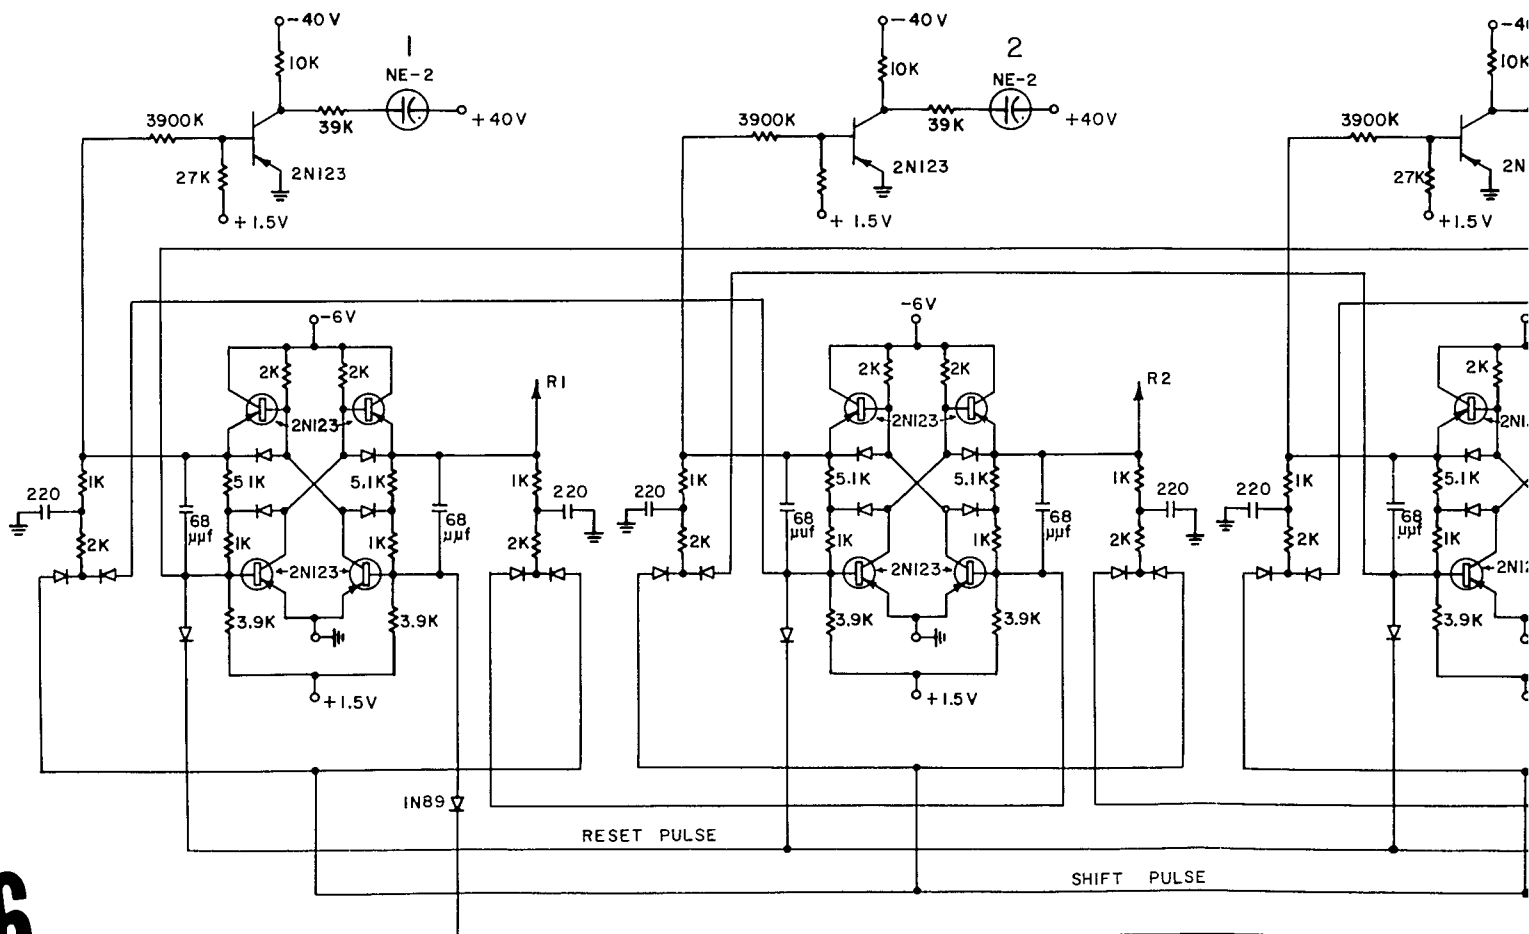 -40V
-40V
-4
1
2
10K
NE-2
10K
NE-2
10K
3900K
39K
+40V
3900K
39K
+40V
3900K
27K
2N123
2N123
27K
2N
+1.5V
+1.5V
+1.5V
-6V
-6V
2K
2K
R1
2K
2K
R2
2K
2N123
2N123
2N1
1K
5.1K
5.1K
1K
1K
5.1K
5.1K
1K
1K
5.1K
220
68
μμf
68
μμf
220
220
68
μμf
68
μμf
220
220
68
μμf
2K
1K
1K
2K
2K
1K
1K
2K
2K
1K
2N123
2N123
2N12
3.9K
3.9K
3.9K
3.9K
3.9K
+1.5V
+1.5V
1N89
RESET PULSE
SHIFT PULSE
6